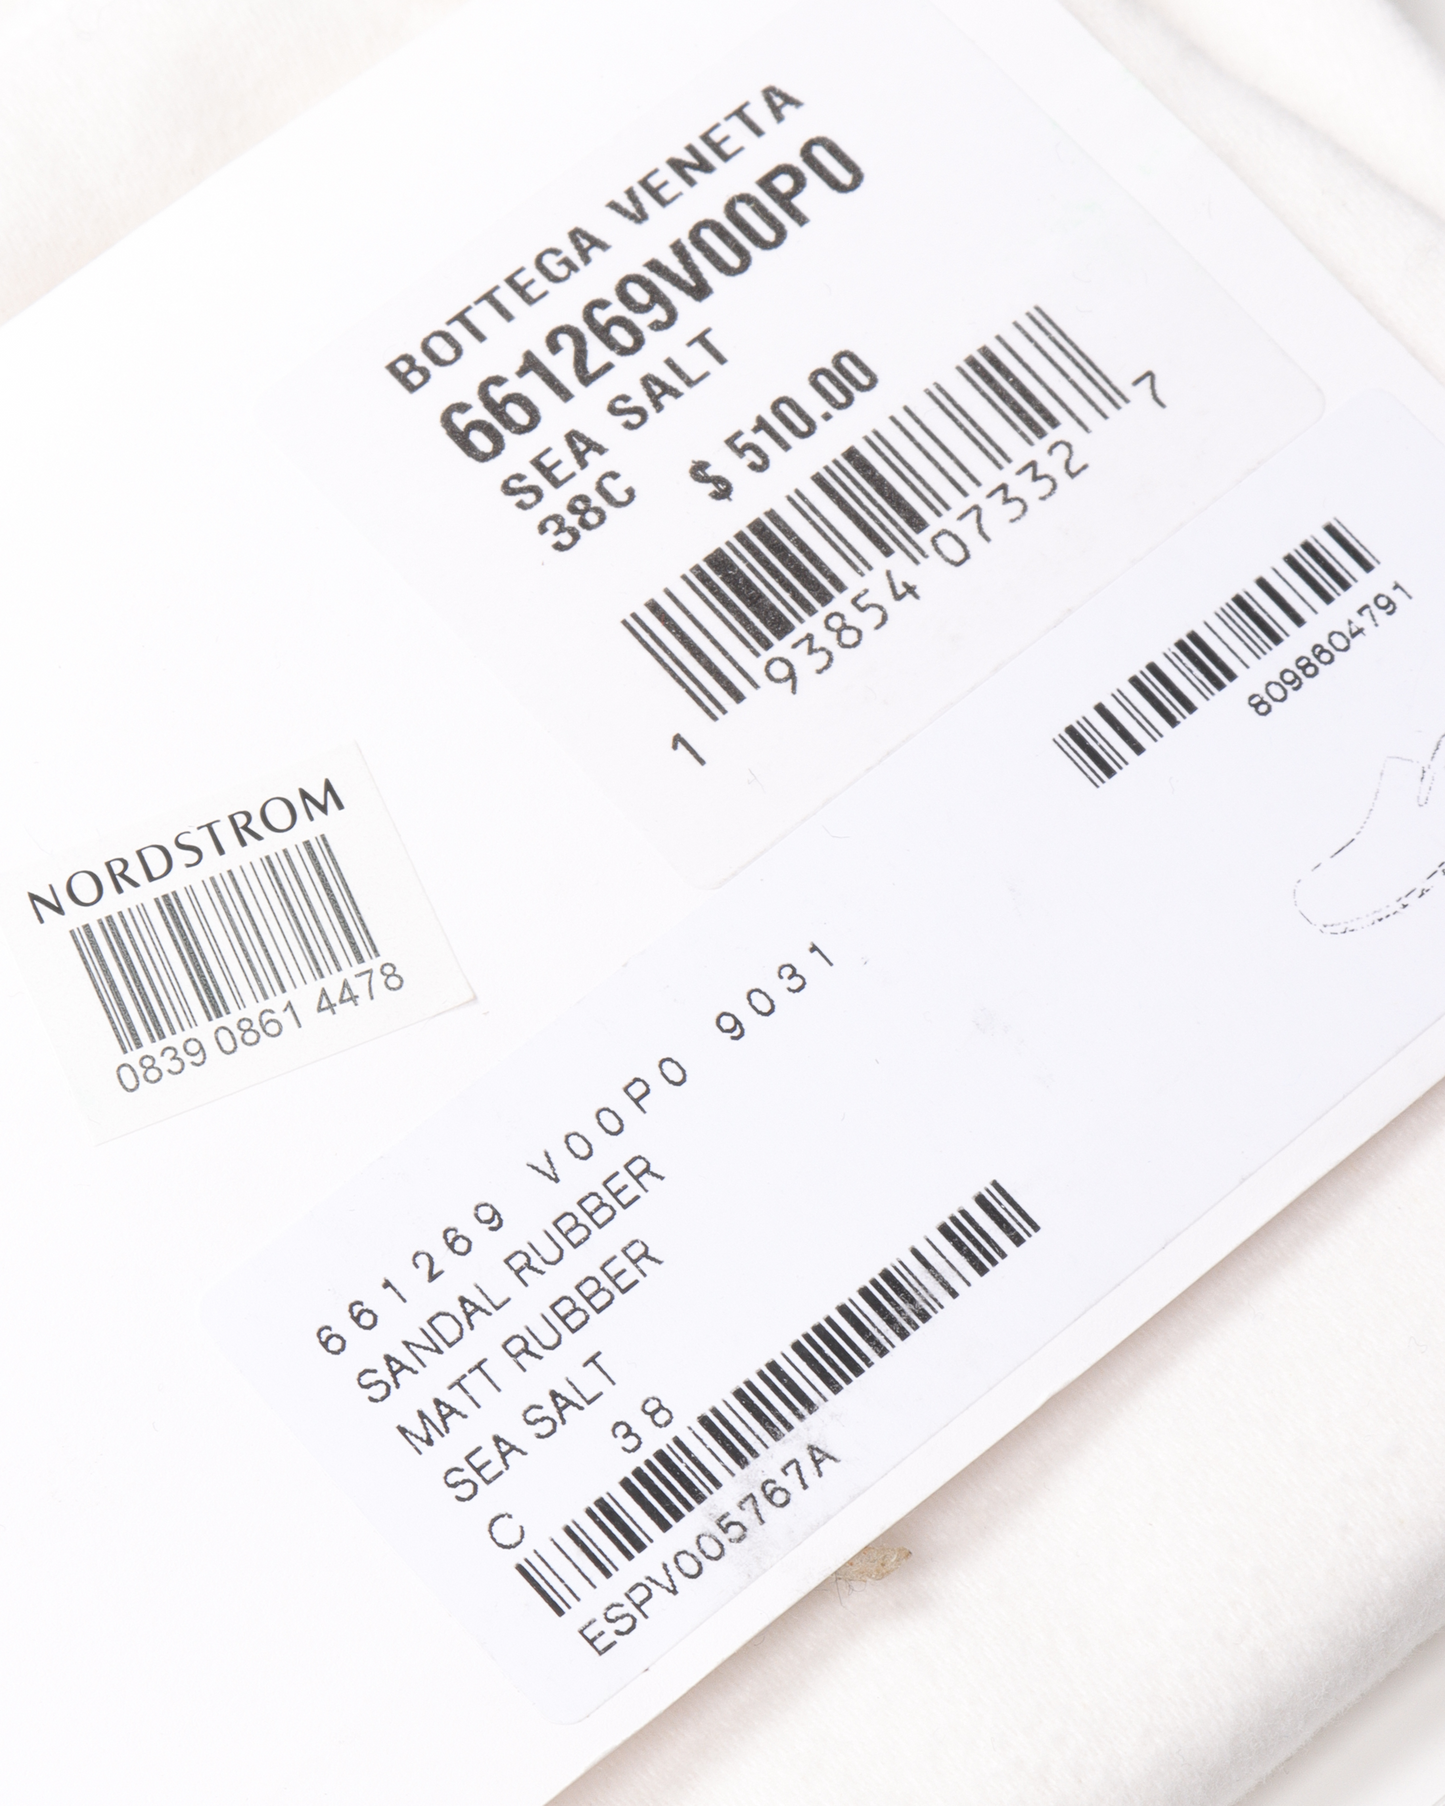 BOTTEGA VENETA
661269V00P0
SEA SALT
38C $ 510.00
1 93854 07332 7
8098604791
NORDSTROM
0839 0861 4478
661269 V00P0 9031
SANDAL RUBBER
MATT RUBBER
SEA SALT
C 38
ESPV005767A